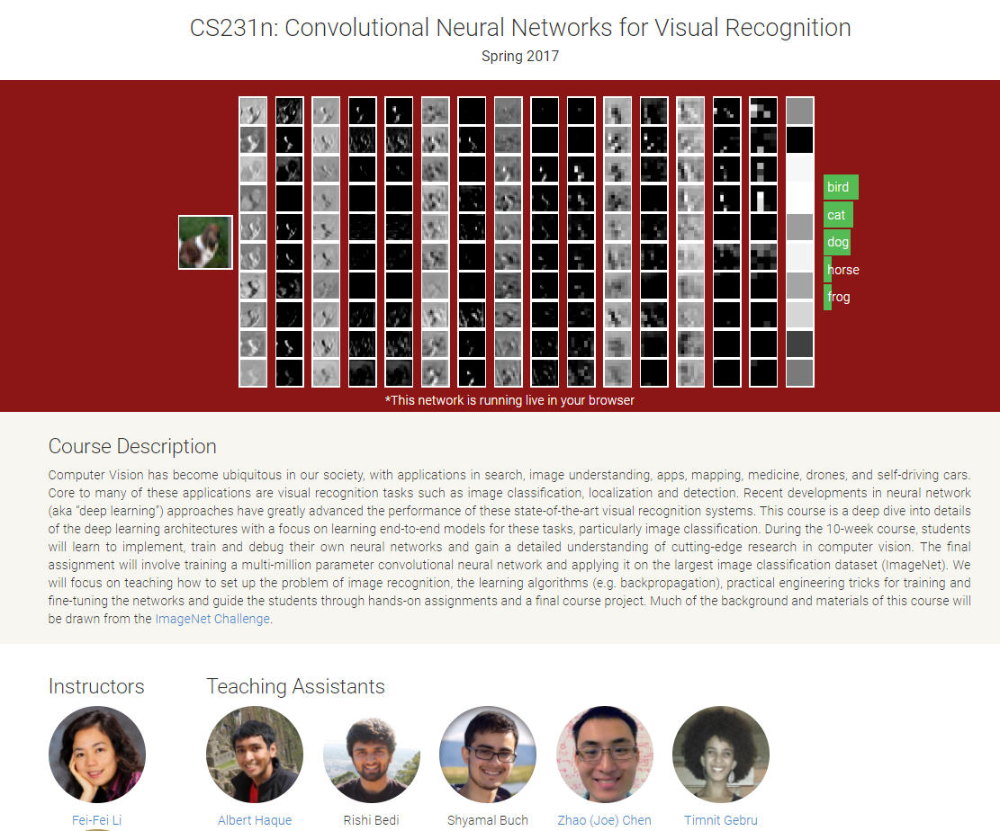 CS231n: Convolutional Neural Networks for Visual Recognition
Spring 2017
bird
cat
dog
horse
frog
*This network is running live in your browser
Course Description
Computer Vision has become ubiquitous in our society, with applications in search, image understanding, apps, mapping, medicine, drones, and self-driving cars.
Core to many of these applications are visual recognition tasks such as image classification, localization and detection. Recent developments in neural network
(aka “deep learning”) approaches have greatly advanced the performance of these state-of-the-art visual recognition systems. This course is a deep dive into details
of the deep learning architectures with a focus on learning end-to-end models for these tasks, particularly image classification. During the 10-week course, students
will learn to implement, train and debug their own neural networks and gain a detailed understanding of cutting-edge research in computer vision. The final
assignment will involve training a multi-million parameter convolutional neural network and applying it on the largest image classification dataset (ImageNet). We
will focus on teaching how to set up the problem of image recognition, the learning algorithms (e.g. backpropagation), practical engineering tricks for training and
fine-tuning the networks and guide the students through hands-on assignments and a final course project. Much of the background and materials of this course will
be drawn from the ImageNet Challenge.
Instructors
Teaching Assistants
Fei-Fei Li
Albert Haque
Rishi Bedi
Shyamal Buch
Zhao (Joe) Chen
Timnit Gebru